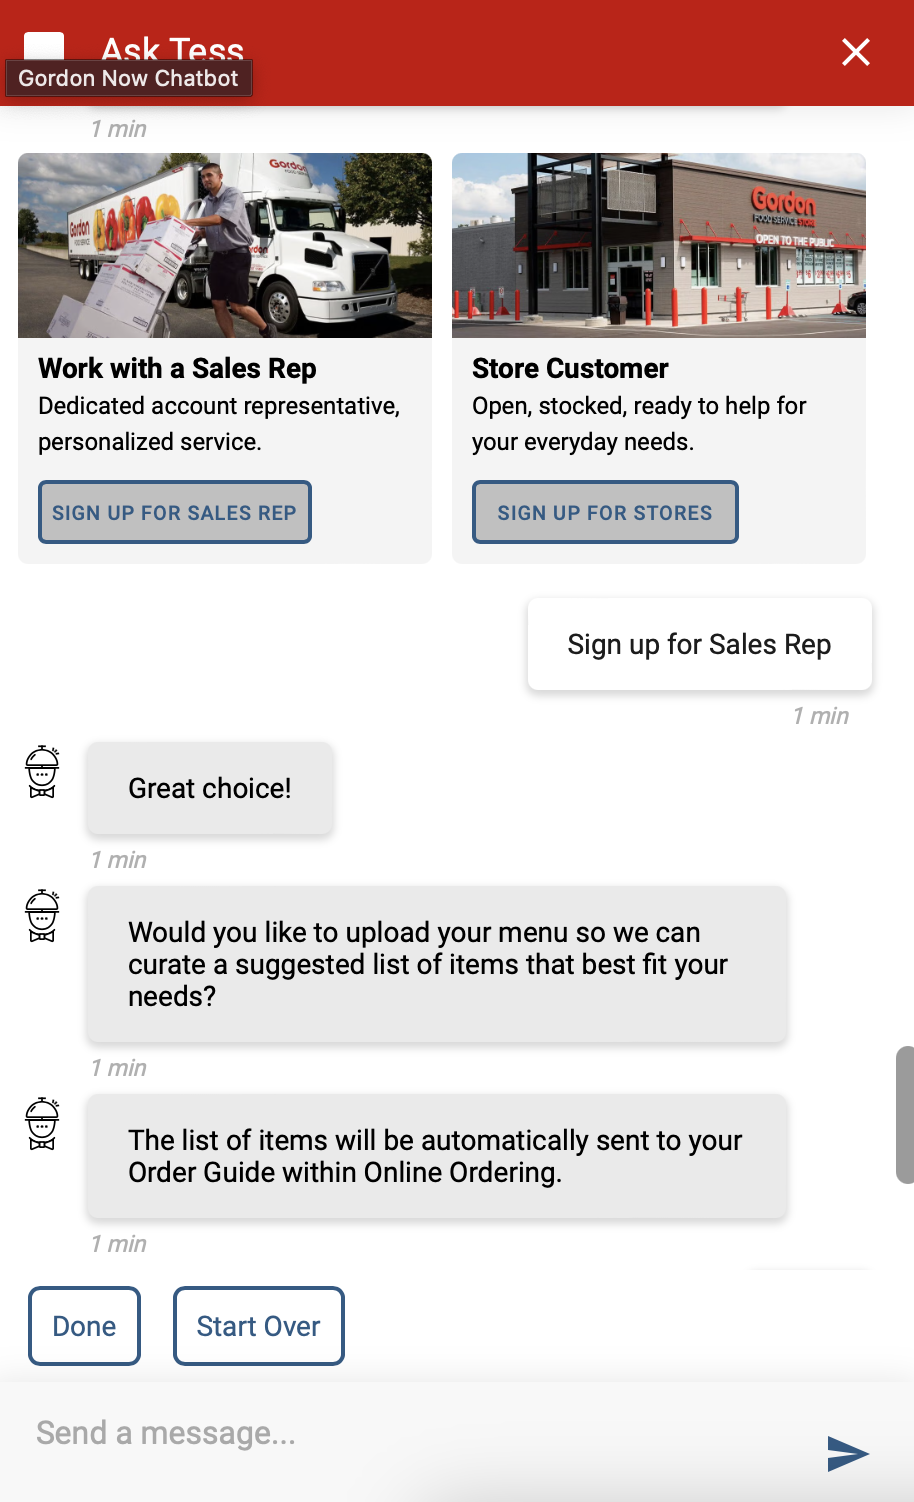 Ask Tess
Gordon Now Chatbot
1 min
Gordon
Gordon
FOOD SERVICE
Gordon
FOOD SERVICE STORE
OPEN TO THE PUBLIC
Work with a Sales Rep
Dedicated account representative,
personalized service.
SIGN UP FOR SALES REP
Store Customer
Open, stocked, ready to help for
your everyday needs.
SIGN UP FOR STORES
Sign up for Sales Rep
1 min
Great choice!
1 min
Would you like to upload your menu so we can
curate a suggested list of items that best fit your
needs?
1 min
The list of items will be automatically sent to your
Order Guide within Online Ordering.
1 min
Done
Start Over
Send a message...